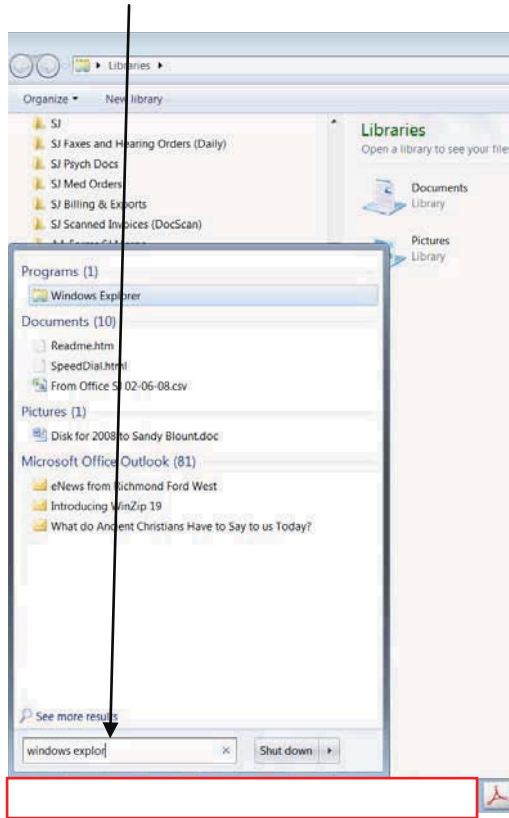 Libraries
Organize
New library
SJ
SJ Faxes and Hearing Orders (Daily)
SJ Psych Docs
SJ Med Orders
SJ Billing & Exports
SJ Scanned Invoices (DocScan)
Libraries
Open a library to see your files
Documents
Library
Pictures
Library
Programs (1)
Windows Explorer
Documents (10)
Readme.htm
SpeedDial.html
From Office SJ 02-06-08.csv
Pictures (1)
Disk for 2008 to Sandy Blount.doc
Microsoft Office Outlook (81)
eNews from Richmond Ford West
Introducing WinZip 19
What do Ancient Christians Have to Say to us Today?
See more results
windows explor
Shut down